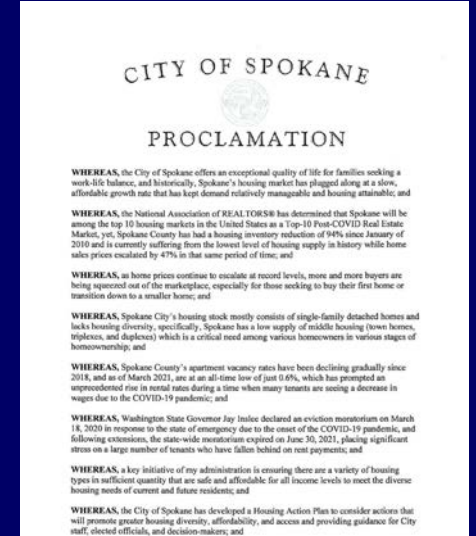 CITY OF SPOKANE
PROCLAMATION
WHEREAS, the City of Spokane offers an exceptional quality of life for families seeking a
work-life balance, and historically, Spokane's housing market has plugged along at a slow,
affordable growth rate that has kept demand relatively manageable and housing attainable; and
WHEREAS, the National Association of REALTORS® has determined that Spokane will be
among the top 10 housing markets in the United States as a Top-10 Post-COVID Real Estate
Market, yet, Spokane County has had a housing inventory reduction of 94% since January of
2010 and is currently suffering from the lowest level of housing supply in history while home
sales prices escalated by 47% in that same period of time; and
WHEREAS, as home prices continue to escalate at record levels, more and more buyers are
being squeezed out of the marketplace, especially for those seeking to buy their first home or
transition down to a smaller home; and
WHEREAS, Spokane City's housing stock mostly consists of single-family detached homes and
lacks housing diversity, specifically, Spokane has a low supply of middle housing (town homes,
triplexes, and duplexes) which is a critical need among various homeowners in various stages of
homeownership; and
WHEREAS, Spokane County's apartment vacancy rates have been declining gradually since
2018, and as of March 2021, are at an all-time low of just 0.6%, which has prompted an
unprecedented rise in rental rates during a time when many tenants are seeing a decrease in
wages due to the COVID-19 pandemic; and
WHEREAS, Washington State Governor Jay Inslee declared an eviction moratorium on March
18, 2020 in response to the state of emergency due to the onset of the COVID-19 pandemic, and
following extensions, the state-wide moratorium expired on June 30, 2021, placing significant
stress on a large number of tenants who have fallen behind on rent payments; and
WHEREAS, a key initiative of my administration is ensuring there are a variety of housing
types in sufficient quantity that are safe and affordable for all income levels to meet the diverse
housing needs of current and future residents; and
WHEREAS, the City of Spokane has developed a Housing Action Plan to consider actions that
will promote greater housing diversity, affordability, and access and providing guidance for City
staff, elected officials, and decision-makers; and